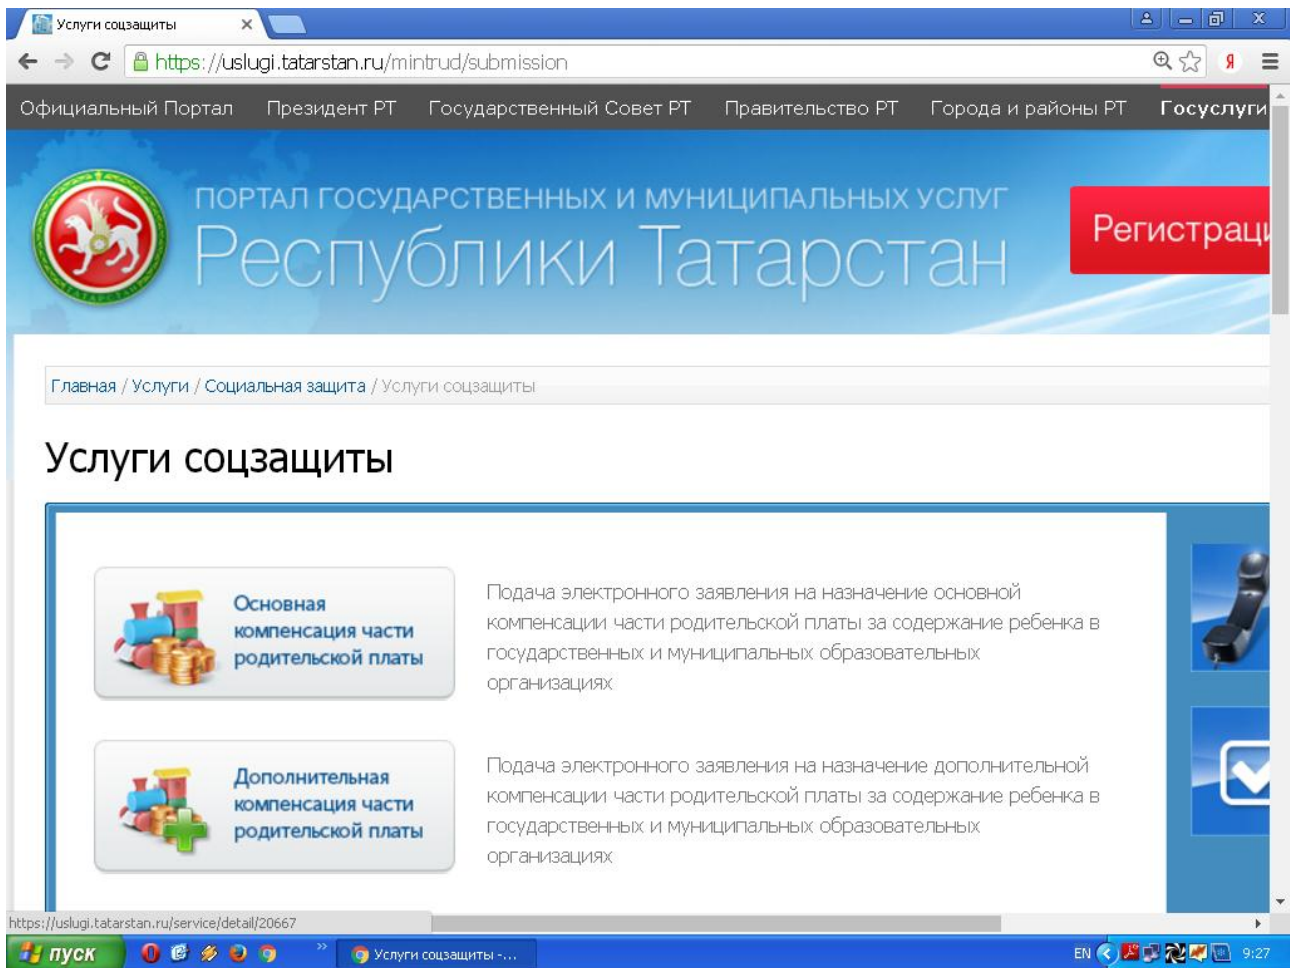 Услуги соцзащиты
https://uslugi.tatarstan.ru/mintrud/submission
Я
Официальный Портал Президент РТ Государственный Совет РТ Правительство РТ Города и районы РТ Госуслуги
ПОРТАЛ ГОСУДАРСТВЕННЫХ И МУНИЦИПАЛЬНЫХ УСЛУГ
Республики Татарстан
Регистраци
ТАТАРСТАН
Главная / Услуги / Социальная защита / Услуги соцзащиты
Услуги соцзащиты
Основная
компенсация части
родительской платы
Подача электронного заявления на назначение основной
компенсации части родительской платы за содержание ребенка в
государственных и муниципальных образовательных
организациях
Дополнительная
компенсация части
родительской платы
Подача электронного заявления на назначение дополнительной
компенсации части родительской платы за содержание ребенка в
государственных и муниципальных образовательных
организациях
https://uslugi.tatarstan.ru/service/detail/20667
пуск
Услуги соцзащиты -...
EN
9:27